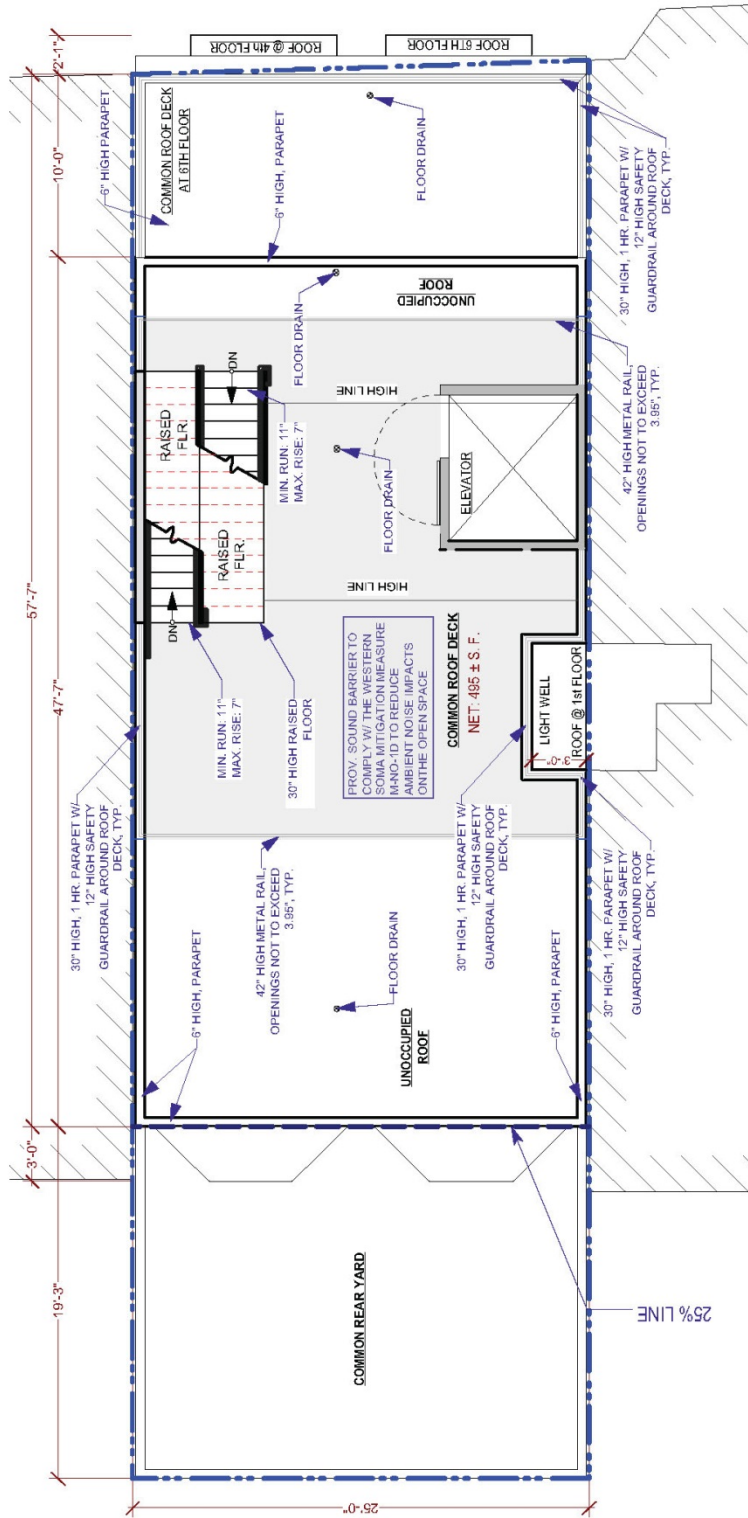 57'-7"
3'-0"
47'-7"
10'-0"
2'-1"
19'-3"
25'-0"
30" HIGH, 1 HR. PARAPET W/
12" HIGH SAFETY
GUARDRAIL AROUND ROOF
DECK, TYP.
6" HIGH PARAPET
COMMON ROOF DECK
AT 6TH FLOOR
ROOF @ 4th FLOOR
ROOF 6TH FLOOR
FLOOR DRAIN
6" HIGH, PARAPET
UNOCCUPIED
ROOF
FLOOR DRAIN
RAISED
FLR.
RAISED
FLR.
DN
DN
MIN. RUN: 11"
MAX. RISE: 7"
MIN. RUN: 11"
MAX. RISE: 7"
30" HIGH RAISED
FLOOR
HIGH LINE
HIGH LINE
FLOOR DRAIN
ELEVATOR
PROV. SOUND BARRIER TO
COMPLY W/ THE WESTERN
SOMA MITIGATION MEASURE
M-NO-1D TO REDUCE
AMBIENT NOISE IMPACTS
ONTHE OPEN SPACE
COMMON ROOF DECK
NET: 495 ± S. F.
LIGHT WELL
ROOF @ 1st FLOOR
3'-0"
6" HIGH, PARAPET
42" HIGH METAL RAIL,
OPENINGS NOT TO EXCEED
3.95", TYP.
FLOOR DRAIN
UNOCCUPIED
ROOF
30" HIGH, 1 HR. PARAPET W/
12" HIGH SAFETY
GUARDRAIL AROUND ROOF
DECK, TYP.
6" HIGH, PARAPET
30" HIGH, 1 HR. PARAPET W/
12" HIGH SAFETY
GUARDRAIL AROUND ROOF
DECK, TYP.
42" HIGH METAL RAIL,
OPENINGS NOT TO EXCEED
3.95", TYP.
30" HIGH, 1 HR. PARAPET W/
12" HIGH SAFETY
GUARDRAIL AROUND ROOF
DECK, TYP.
COMMON REAR YARD
25% LINE